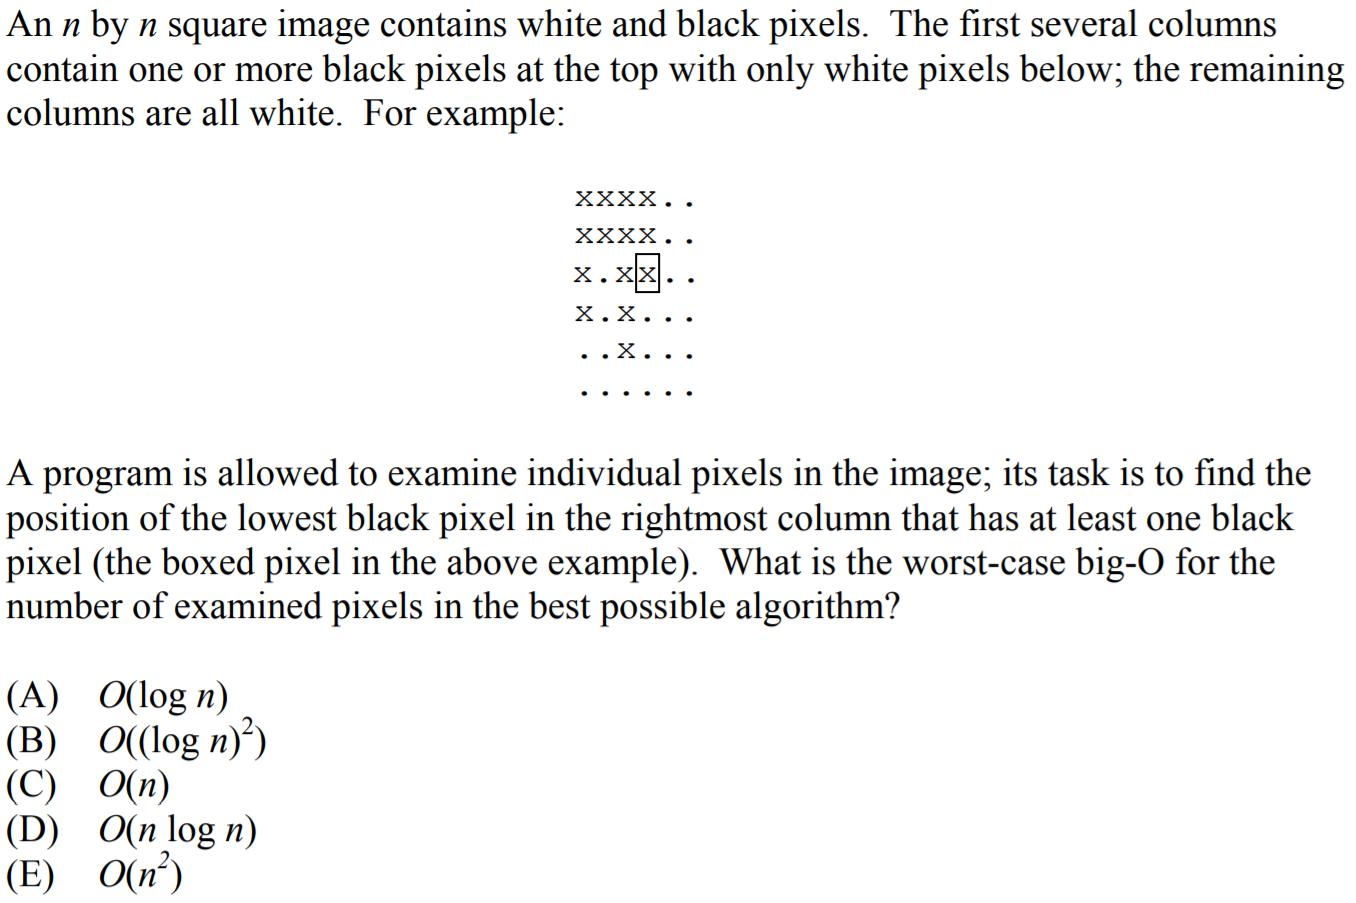 An n by n square image contains white and black pixels. The first several columns
contain one or more black pixels at the top with only white pixels below; the remaining
columns are all white. For example:
xxxx..
xxxx..
x.xx..
x.x...
..x...
......
A program is allowed to examine individual pixels in the image; its task is to find the
position of the lowest black pixel in the rightmost column that has at least one black
pixel (the boxed pixel in the above example). What is the worst-case big-O for the
number of examined pixels in the best possible algorithm?
(A) O(log n)
(B) O((log n)²)
(C) O(n)
(D) O(n log n)
(E) O(n²)